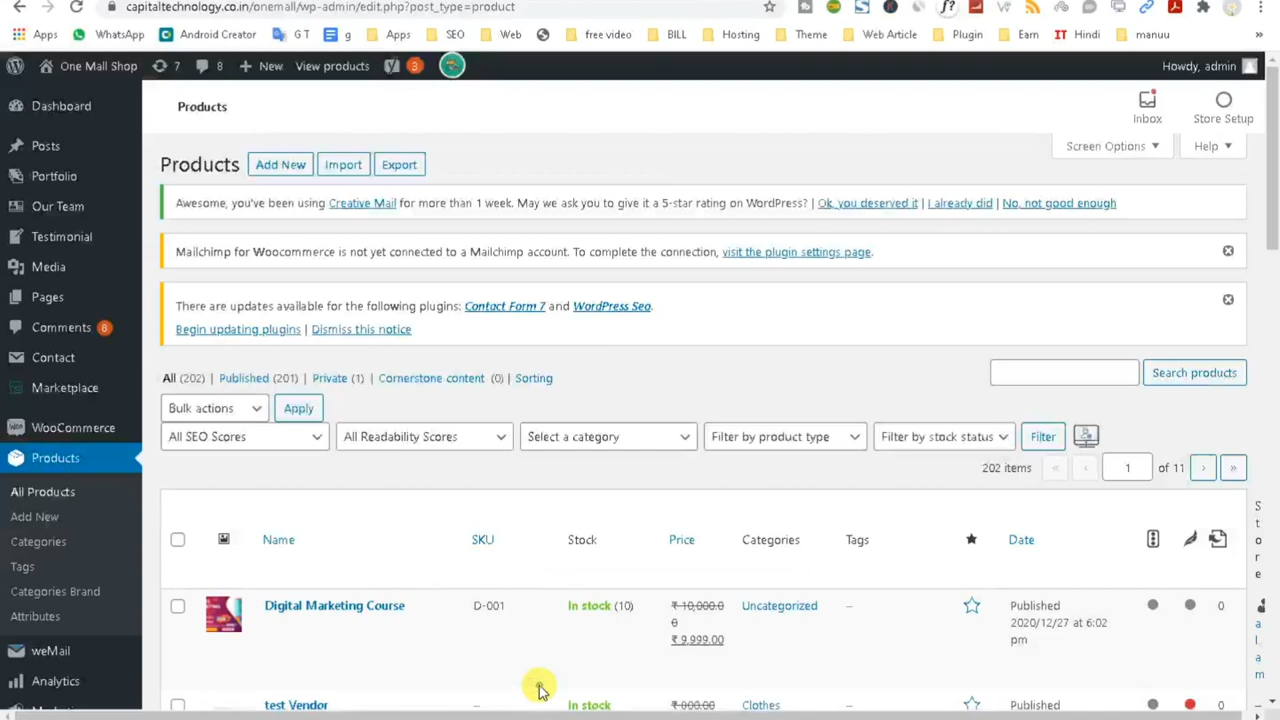 capitaltechnology.co.in/onemall/wp-admin/edit.php?post_type=product
Apps WhatsApp Android Creator G T g Apps SEO Web free video BILL Hosting Theme Web Article Plugin Earn IT Hindi manuu »
One Mall Shop 7 8 + New View products 3 Howdy, admin
Products
Inbox
Store Setup
Screen Options Help
Products Add New Import Export
Awesome, you've been using Creative Mail for more than 1 week. May we ask you to give it a 5-star rating on WordPress? | Ok, you deserved it | I already did | No, not good enough
Mailchimp for Woocommerce is not yet connected to a Mailchimp account. To complete the connection, visit the plugin settings page.
There are updates available for the following plugins: Contact Form 7 and WordPress Seo.
Begin updating plugins | Dismiss this notice
All (202) | Published (201) | Private (1) | Cornerstone content (0) | Sorting
Search products
Bulk actions Apply
All SEO Scores All Readability Scores Select a category Filter by product type Filter by stock status Filter
202 items « ‹ 1 of 11 › »
Name SKU Stock Price Categories Tags Date
Store
Digital Marketing Course D-001 In stock (10) ₹ 10,000.0 Uncategorized – Published 0
0 2020/12/27 at 6:02
₹ 9,999.00 pm
test Vendor – In stock ₹ 800.00 Clothes – Published 0
Dashboard
Posts
Portfolio
Our Team
Testimonial
Media
Pages
Comments 6
Contact
Marketplace
WooCommerce
Products
All Products
Add New
Categories
Tags
Categories Brand
Attributes
weMail
Analytics